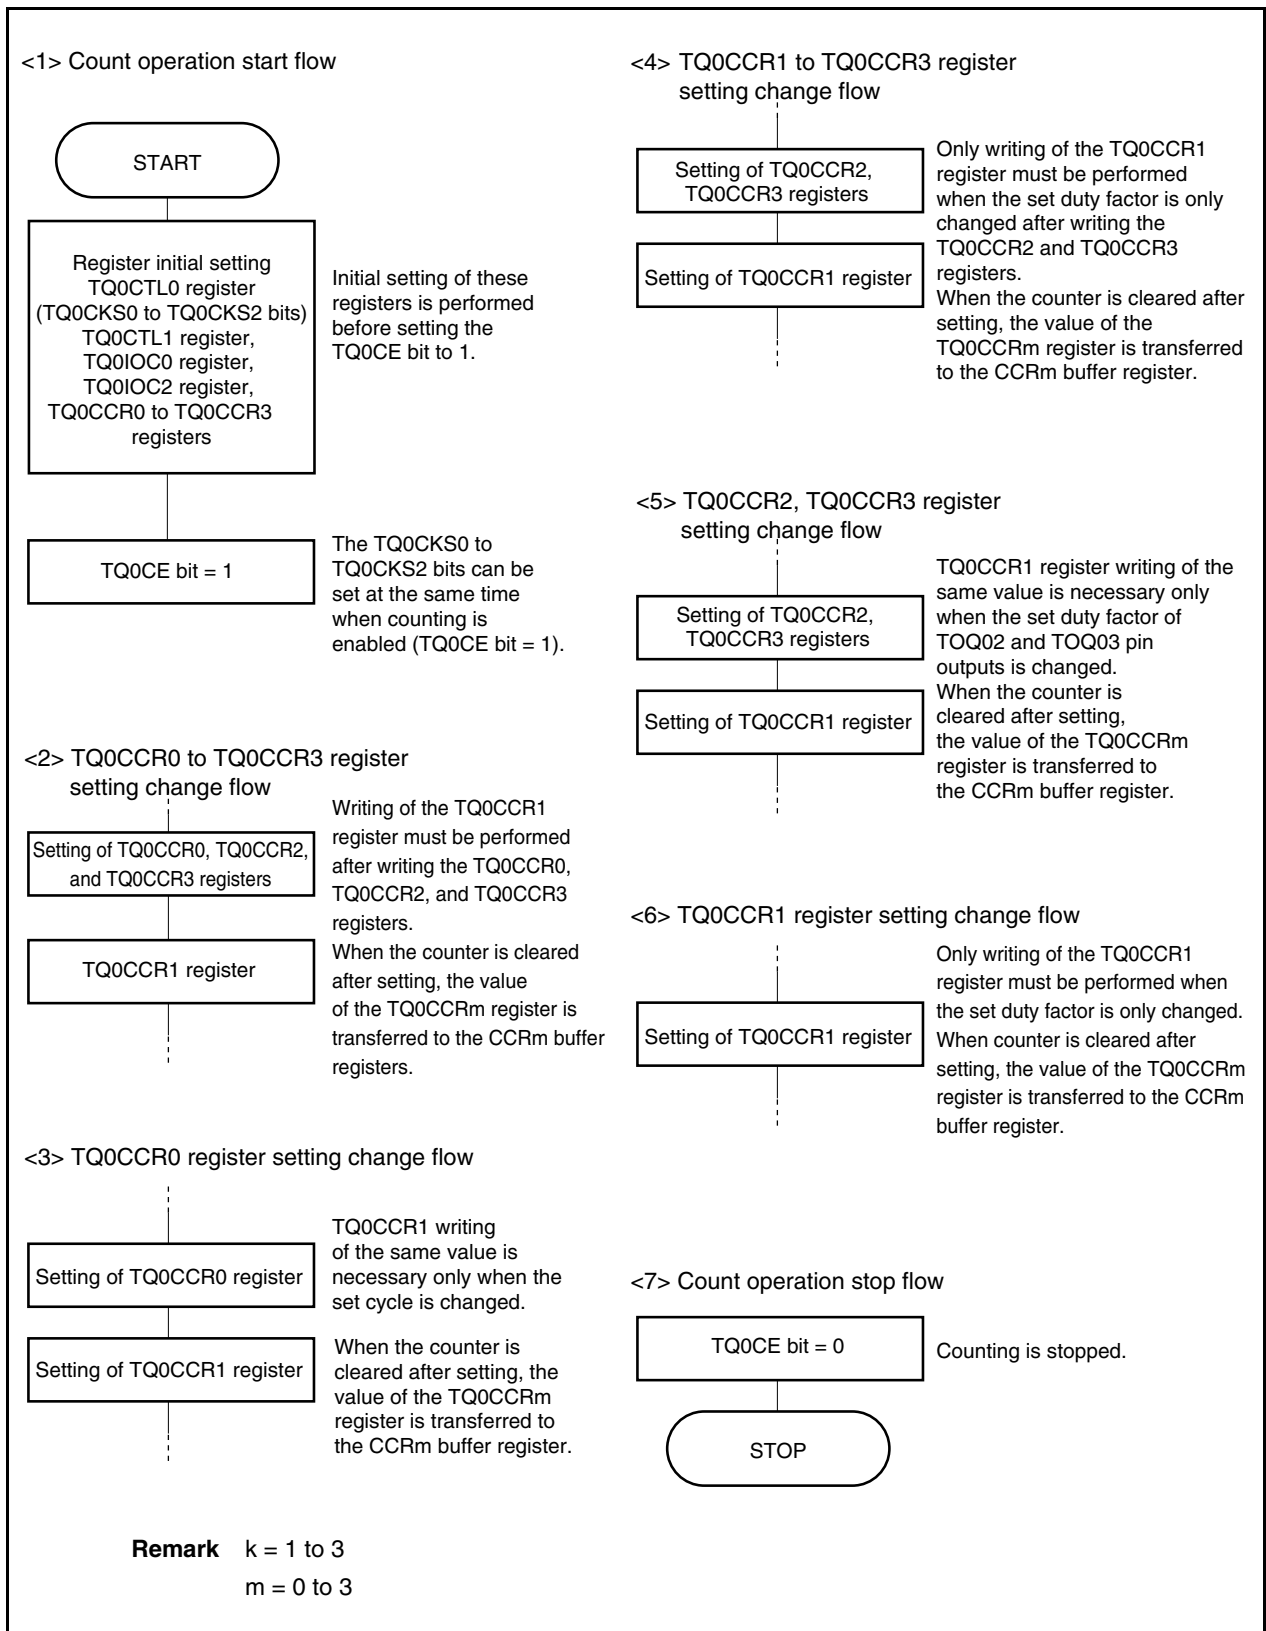 <1> Count operation start flow
START
Register initial setting
TQ0CTL0 register
(TQ0CKS0 to TQ0CKS2 bits)
TQ0CTL1 register,
TQ0IOC0 register,
TQ0IOC2 register,
TQ0CCR0 to TQ0CCR3
registers
Initial setting of these
registers is performed
before setting the
TQ0CE bit to 1.
TQ0CE bit = 1
The TQ0CKS0 to
TQ0CKS2 bits can be
set at the same time
when counting is
enabled (TQ0CE bit = 1).
<2> TQ0CCR0 to TQ0CCR3 register
setting change flow
Setting of TQ0CCR0, TQ0CCR2,
and TQ0CCR3 registers
TQ0CCR1 register
Writing of the TQ0CCR1
register must be performed
after writing the TQ0CCR0,
TQ0CCR2, and TQ0CCR3
registers.
When the counter is cleared
after setting, the value
of the TQ0CCRm register is
transferred to the CCRm buffer
registers.
<3> TQ0CCR0 register setting change flow
Setting of TQ0CCR0 register
TQ0CCR1 writing
of the same value is
necessary only when the
set cycle is changed.
Setting of TQ0CCR1 register
When the counter is
cleared after setting, the
value of the TQ0CCRm
register is transferred to
the CCRm buffer register.
<4> TQ0CCR1 to TQ0CCR3 register
setting change flow
Setting of TQ0CCR2,
TQ0CCR3 registers
Setting of TQ0CCR1 register
Only writing of the TQ0CCR1
register must be performed
when the set duty factor is only
changed after writing the
TQ0CCR2 and TQ0CCR3
registers.
When the counter is cleared after
setting, the value of the
TQ0CCRm register is transferred
to the CCRm buffer register.
<5> TQ0CCR2, TQ0CCR3 register
setting change flow
Setting of TQ0CCR2,
TQ0CCR3 registers
Setting of TQ0CCR1 register
TQ0CCR1 register writing of the
same value is necessary only
when the set duty factor of
TOQ02 and TOQ03 pin
outputs is changed.
When the counter is
cleared after setting,
the value of the TQ0CCRm
register is transferred to
the CCRm buffer register.
<6> TQ0CCR1 register setting change flow
Setting of TQ0CCR1 register
Only writing of the TQ0CCR1
register must be performed when
the set duty factor is only changed.
When counter is cleared after
setting, the value of the TQ0CCRm
register is transferred to the CCRm
buffer register.
<7> Count operation stop flow
TQ0CE bit = 0
Counting is stopped.
STOP
Remark k = 1 to 3
m = 0 to 3